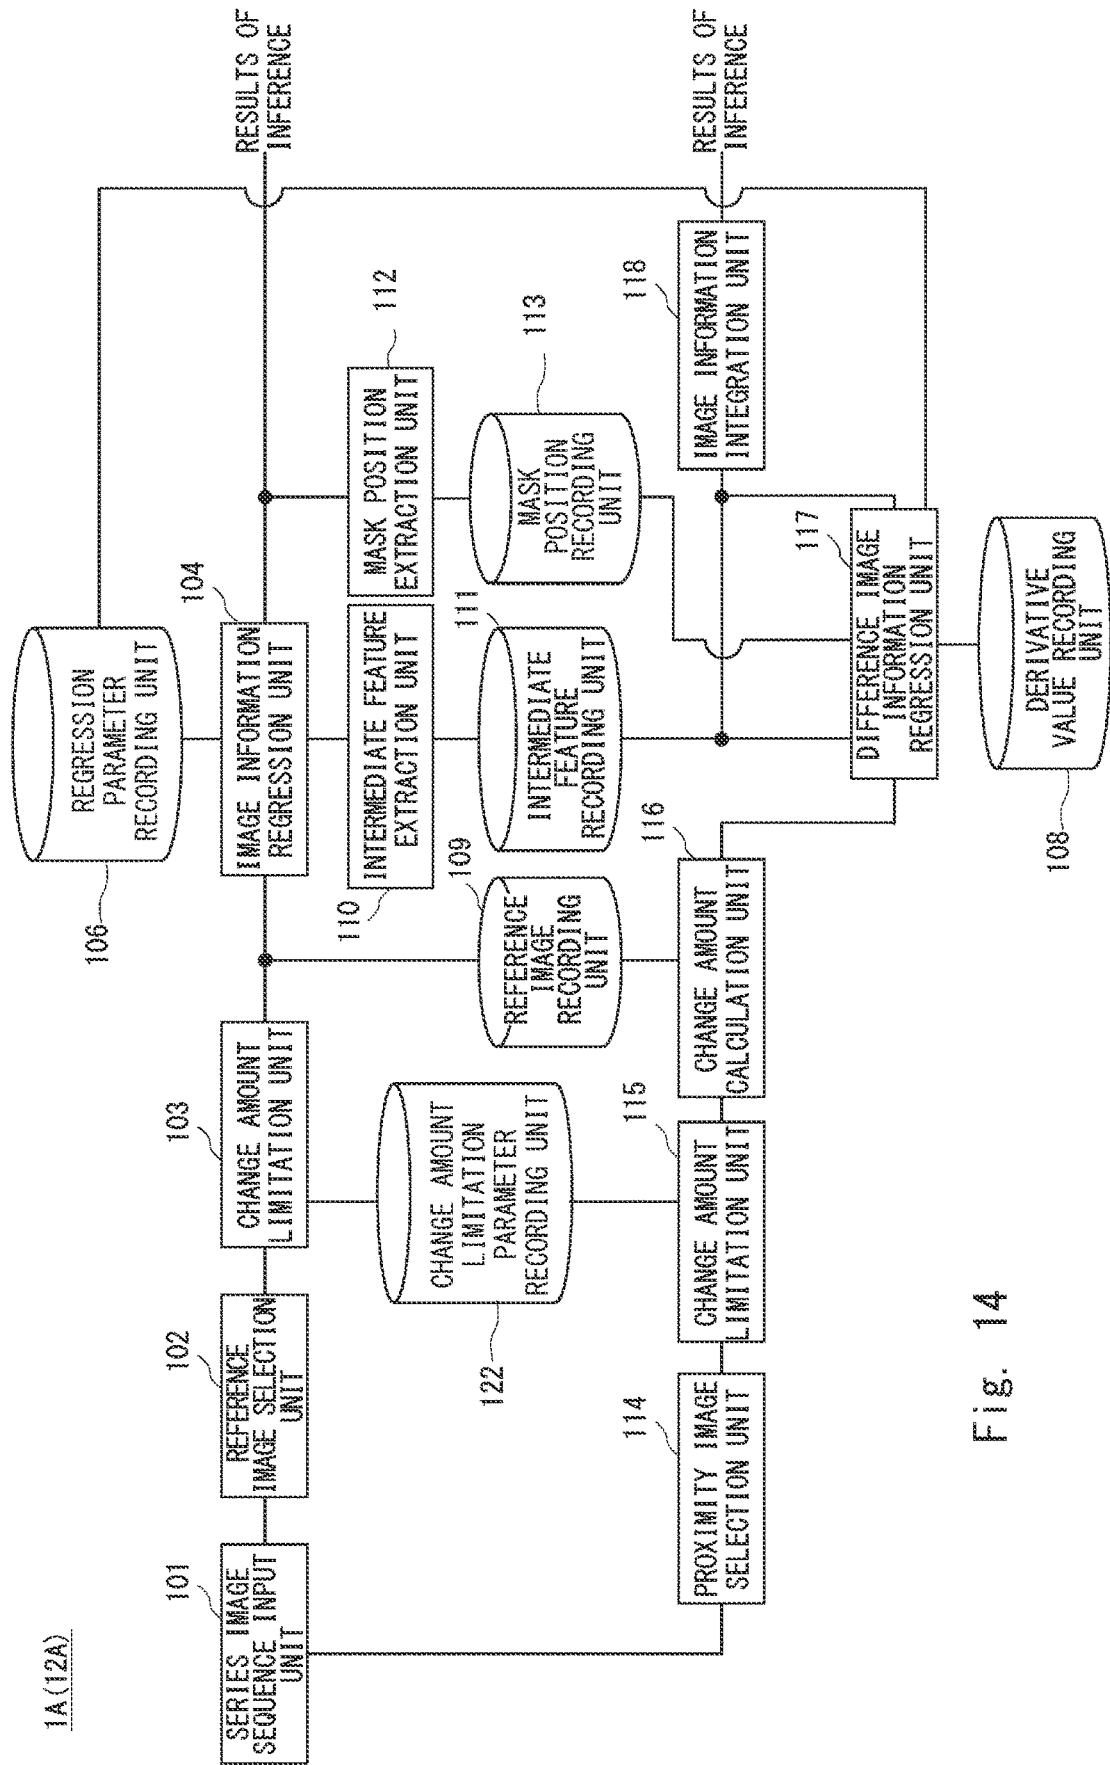 1A(12A)
101
SERIES IMAGE
SEQUENCE INPUT
UNIT
102
REFERENCE
IMAGE SELECTION
UNIT
103
CHANGE AMOUNT
LIMITATION UNIT
104
IMAGE INFORMATION
REGRESSION UNIT
106
REGRESSION
PARAMETER
RECORDING UNIT
RESULTS OF
INFERENCE
122
CHANGE AMOUNT
LIMITATION
PARAMETER
RECORDING UNIT
109
REFERENCE
IMAGE
RECORDING
UNIT
110
INTERMEDIATE FEATURE
EXTRACTION UNIT
111
INTERMEDIATE
FEATURE
RECORDING UNIT
112
MASK POSITION
EXTRACTION UNIT
113
MASK
POSITION
RECORDING
UNIT
114
PROXIMITY IMAGE
SELECTION UNIT
115
CHANGE AMOUNT
LIMITATION UNIT
116
CHANGE AMOUNT
CALCULATION UNIT
117
DIFFERENCE IMAGE
INFORMATION
REGRESSION UNIT
118
IMAGE INFORMATION
INTEGRATION UNIT
RESULTS OF
INFERENCE
108
DERIVATIVE
VALUE RECORDING
UNIT
Fig. 14